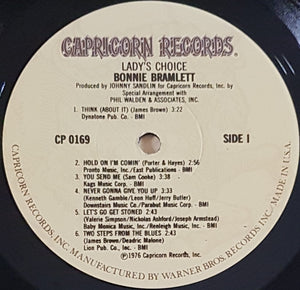 CAPRICORN RECORDS.
LADY'S CHOICE
BONNIE BRAMLETT
Produced by JOHNNY SANDLIN for Capricorn Records, Inc. by
Special Arrangement with
PHIL WALDEN & ASSOCIATES, INC.
1. THINK (ABOUT IT) (James Brown) 3:22
Dynatone Pub. Co. - BMI
CP 0169
SIDE I
2. HOLD ON I'M COMIN' (Porter & Hayes) 2:56
Pronto Music, Inc/East Publications - BMI
3. YOU SEND ME (Sam Cooke) 3:33
Kags Music Corp. - BMI
4. NEVER GONNA GIVE YOU UP 3:33
(Kenneth Gamble/Leon Huff/Jerry Butler)
Downstairs Music Co/Parabut Music Corp. - BMI
5. LET'S GO GET STONED 2:43
(Valerie Simpson/Nicholas Ashford/Joseph Armstead)
Baby Monica Music, Inc/Renleigh Music, Inc. - BMI
6. TWO STEPS FROM THE BLUES 2:43
(James Brown/Deadric Malone)
Lion Pub. Co. Inc. - BMI
℗1976 Capricorn Records, Inc.
CAPRICORN RECORDS INC. MANUFACTURED BY WARNER BROS. RECORDS INC. MADE IN U.S.A.